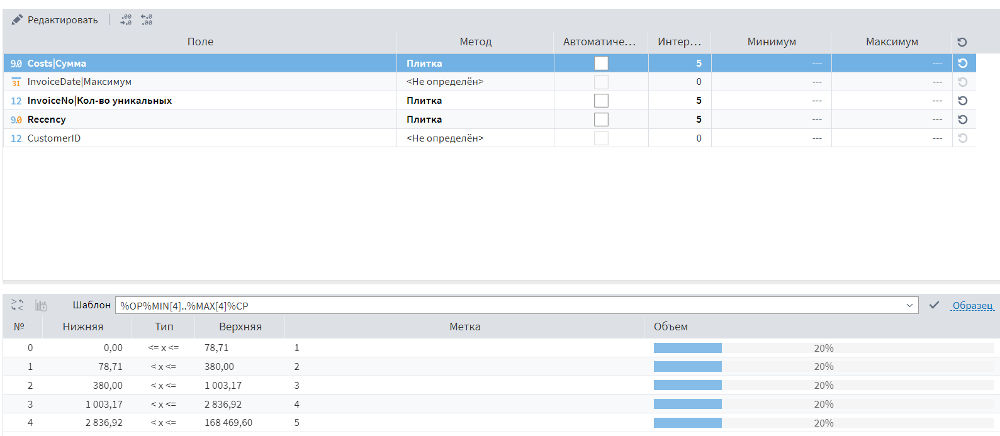 Редактировать .00 →.0 ←.0 .00
Поле Метод Автоматиче... Интер... Минимум Максимум
9.0 Costs|Сумма Плитка 5 --- ---
31 InvoiceDate|Максимум <Не определён> 0 --- ---
12 InvoiceNo|Кол-во уникальных Плитка 5 --- ---
9.0 Recency Плитка 5 --- ---
12 CustomerID <Не определён> 0 --- ---
Шаблон %OP%MIN[4]..%MAX[4]%CP Образец
№ Нижняя Тип Верхняя Метка Объем
0 0,00 <= x <= 78,71 1 20%
1 78,71 < x <= 380,00 2 20%
2 380,00 < x <= 1 003,17 3 20%
3 1 003,17 < x <= 2 836,92 4 20%
4 2 836,92 < x <= 168 469,60 5 20%